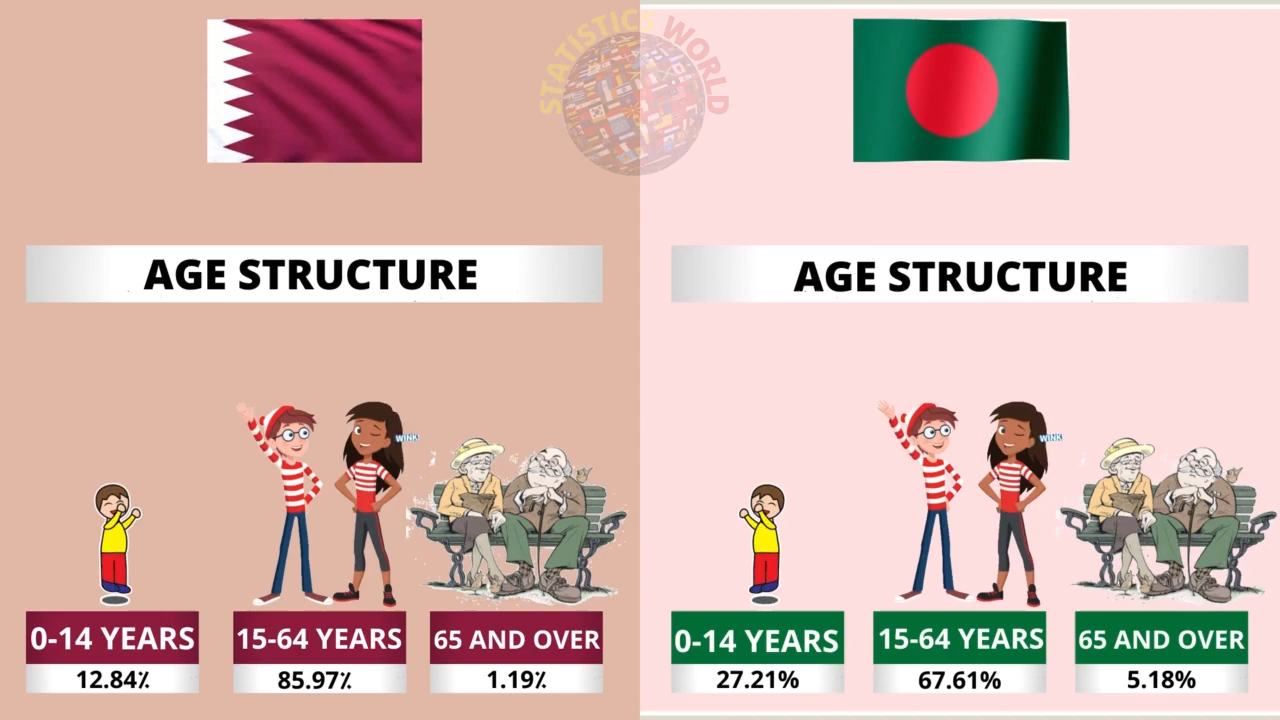 STATISTICS WORLD
AGE STRUCTURE
WINK!
0-14 YEARS
15-64 YEARS
65 AND OVER
12.84%
85.97%
1.19%
AGE STRUCTURE
WINK!
0-14 YEARS
15-64 YEARS
65 AND OVER
27.21%
67.61%
5.18%